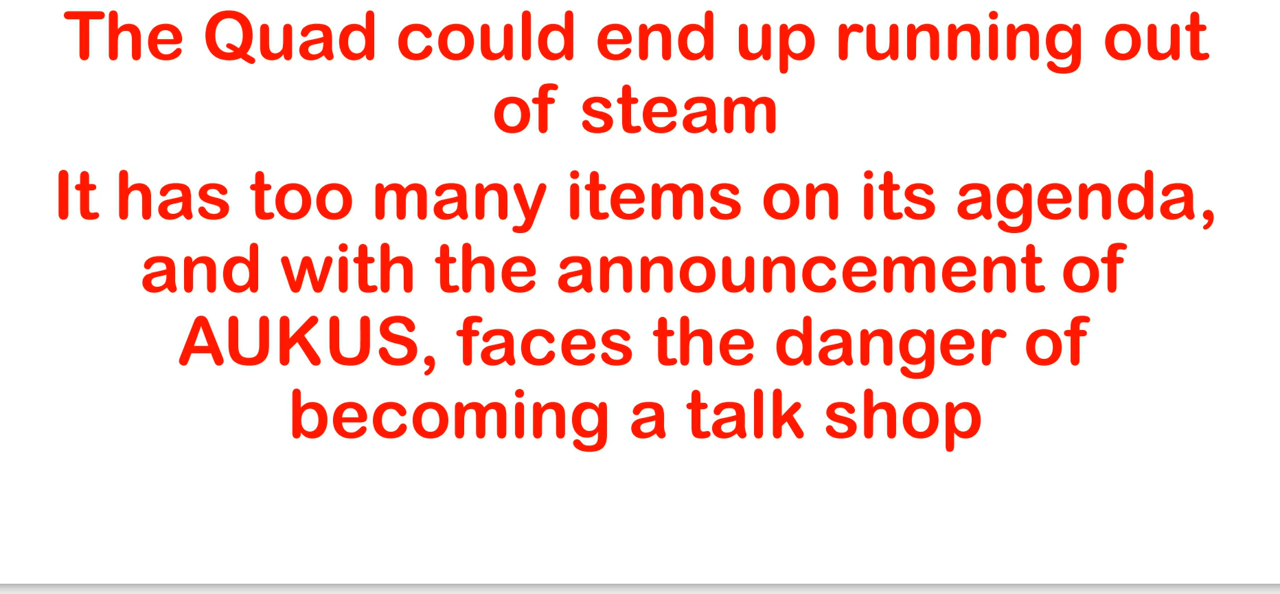 The Quad could end up running out
of steam
It has too many items on its agenda,
and with the announcement of
AUKUS, faces the danger of
becoming a talk shop